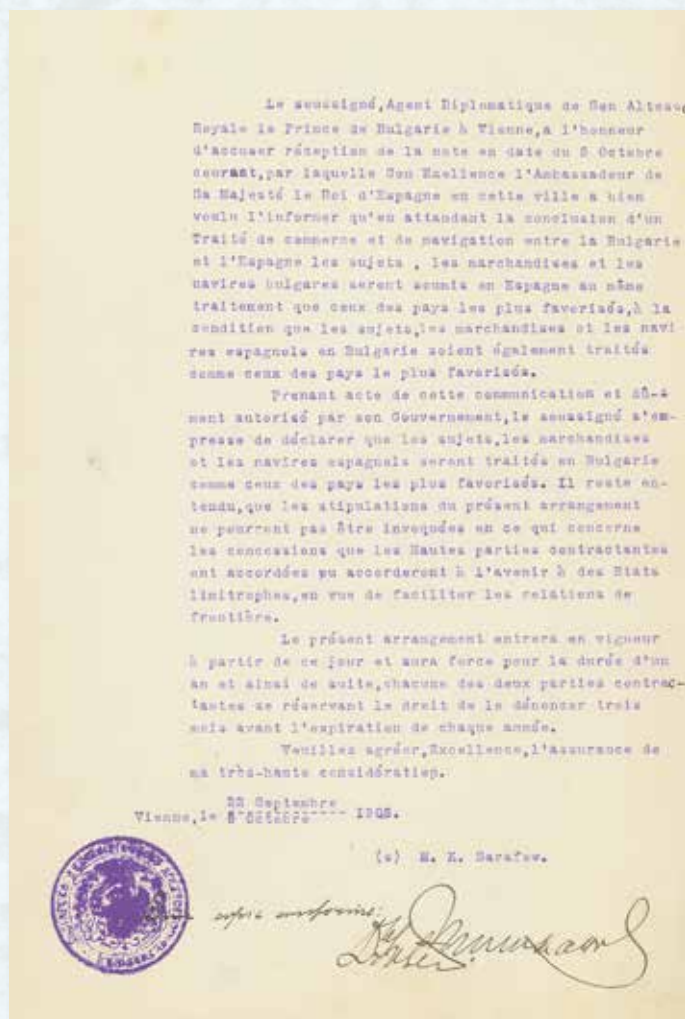 Le soussigné,Agent Diplomatique de Son Altesse
Royale le Prince de Bulgarie à Vienne,a l'honneur
d'accuser réception de la note en date du 5 Octobre
courant,par laquelle Son Exellence l'Ambassadeur de
Sa Majesté le Roi d'Espagne en cette ville a bien
voulu l'informer qu'en attendant la conclusion d'un
Traité de commerce et de navigation entre la Bulgarie
et l'Espagne les sujets , les marchandises et les
navires bulgares seront soumis en Espagne au même
traitement que ceux des pays les plus favorisés,à la
condition que les sujets,les marchandises et les navi
res espagnols en Bulgarie soient également traités
comme ceux des pays le plus favorisés.
Prenant acte de cette communication et dû-
ment autorisé par son Gouvernement,le soussigné s'em-
presse de déclarer que les sujets,les marchandises
et les navires espagnols seront traités en Bulgarie
comme ceux des pays les plus favorisés. Il reste en-
tendu,que les stipulations du présent arrangement
ne pourront pas être invoquées en ce qui concerne
les concessions que les Hautes parties contractantes
ont accordées ou accorderont à l'avenir à des Etats
limitrophes,en vue de faciliter les relations de
frontière.
Le présent arrangement entrera en vigueur
à partir de ce jour et aura force pour la durée d'un
an et ainsi de suite,chacune des deux parties contrac-
tantes se réservant le droit de le dénoncer trois
mois avant l'expiration de chaque année.
Veuillez agréer,Excellence,l'assurance de
ma très-haute considération.
22 Septembre
Vienne,le 5 Octobre 1905.
(s) M. K. Sarafow.
copie conforme: